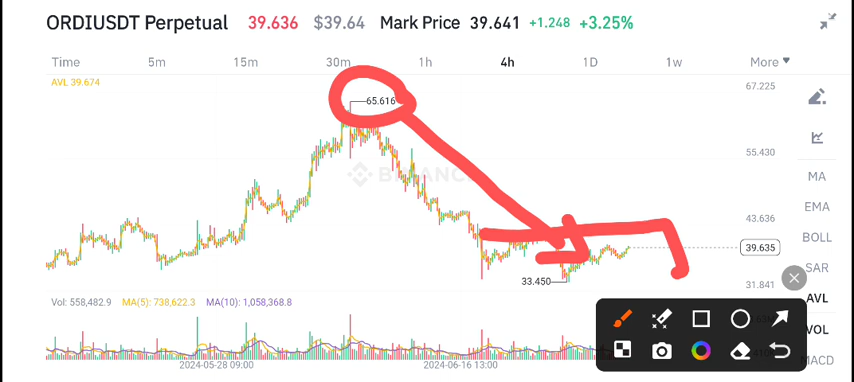 ORDIUSDT Perpetual 39.636 $39.64 Mark Price 39.641 +1.248 +3.25%
Time 5m 15m 30m 1h 4h 1D 1w More
AVL 39.674
67.225
65.616
55.430
MA
BINANC
EMA
43.636
BOLL
39.635
SAR
33.450
31.841
AVL
Vol: 558,482.9 MA(5): 738,622.3 MA(10): 1,058,368.8
VOL
MACD
2024-05-28 09:00 2024-06-16 13:00